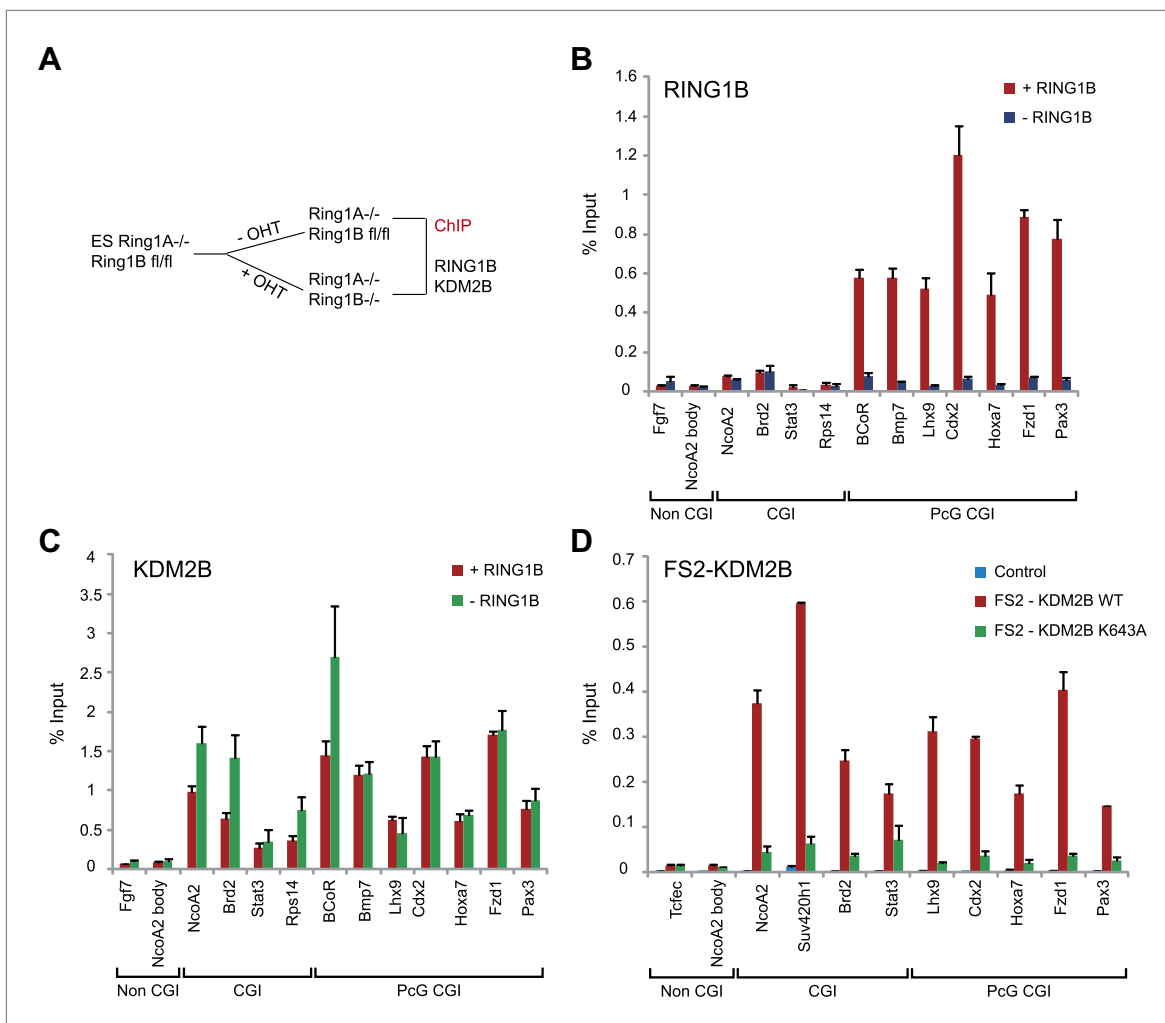 A
ES Ring1A-/-
Ring1B fl/fl
- OHT
+ OHT
Ring1A-/-
Ring1B fl/fl
Ring1A-/-
Ring1B-/-
ChIP
RING1B
KDM2B
B
RING1B
+ RING1B
- RING1B
% Input
1.6
1.4
1.2
1
0.8
0.6
0.4
0.2
0
Fgf7
NcoA2 body
NcoA2
Brd2
Stat3
Rps14
BCoR
Bmp7
Lhx9
Cdx2
Hoxa7
Fzd1
Pax3
Non CGI
CGI
PcG CGI
C
KDM2B
+ RING1B
- RING1B
% Input
4
3.5
3
2.5
2
1.5
1
0.5
0
Fgf7
NcoA2 body
NcoA2
Brd2
Stat3
Rps14
BCoR
Bmp7
Lhx9
Cdx2
Hoxa7
Fzd1
Pax3
Non CGI
CGI
PcG CGI
D
FS2-KDM2B
Control
FS2 - KDM2B WT
FS2 - KDM2B K643A
% Input
0.7
0.6
0.5
0.4
0.3
0.2
0.1
0
Tcfec
NcoA2 body
NcoA2
Suv420h1
Brd2
Stat3
Lhx9
Cdx2
Hoxa7
Fzd1
Pax3
Non CGI
CGI
PcG CGI